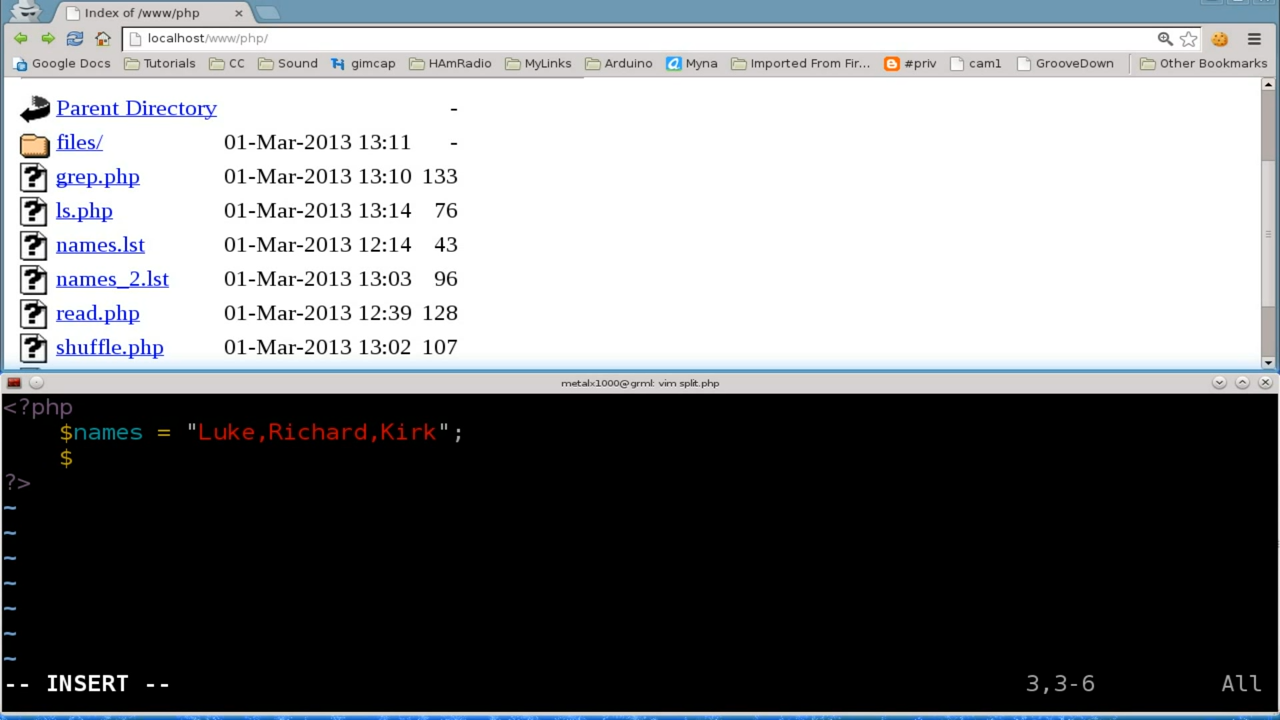 Index of /www/php ×
localhost/www/php/
Google Docs Tutorials CC Sound gimcap HAmRadio MyLinks Arduino Myna Imported From Fir... #priv cam1 GrooveDown Other Bookmarks
Parent Directory -
files/ 01-Mar-2013 13:11 -
grep.php 01-Mar-2013 13:10 133
ls.php 01-Mar-2013 13:14 76
names.lst 01-Mar-2013 12:14 43
names_2.lst 01-Mar-2013 13:03 96
read.php 01-Mar-2013 12:39 128
shuffle.php 01-Mar-2013 13:02 107
metalx1000@grml: vim split.php
<?php
$names = "Luke,Richard,Kirk";
$
?>
~
~
~
~
~
~
~
-- INSERT -- 3,3-6 All